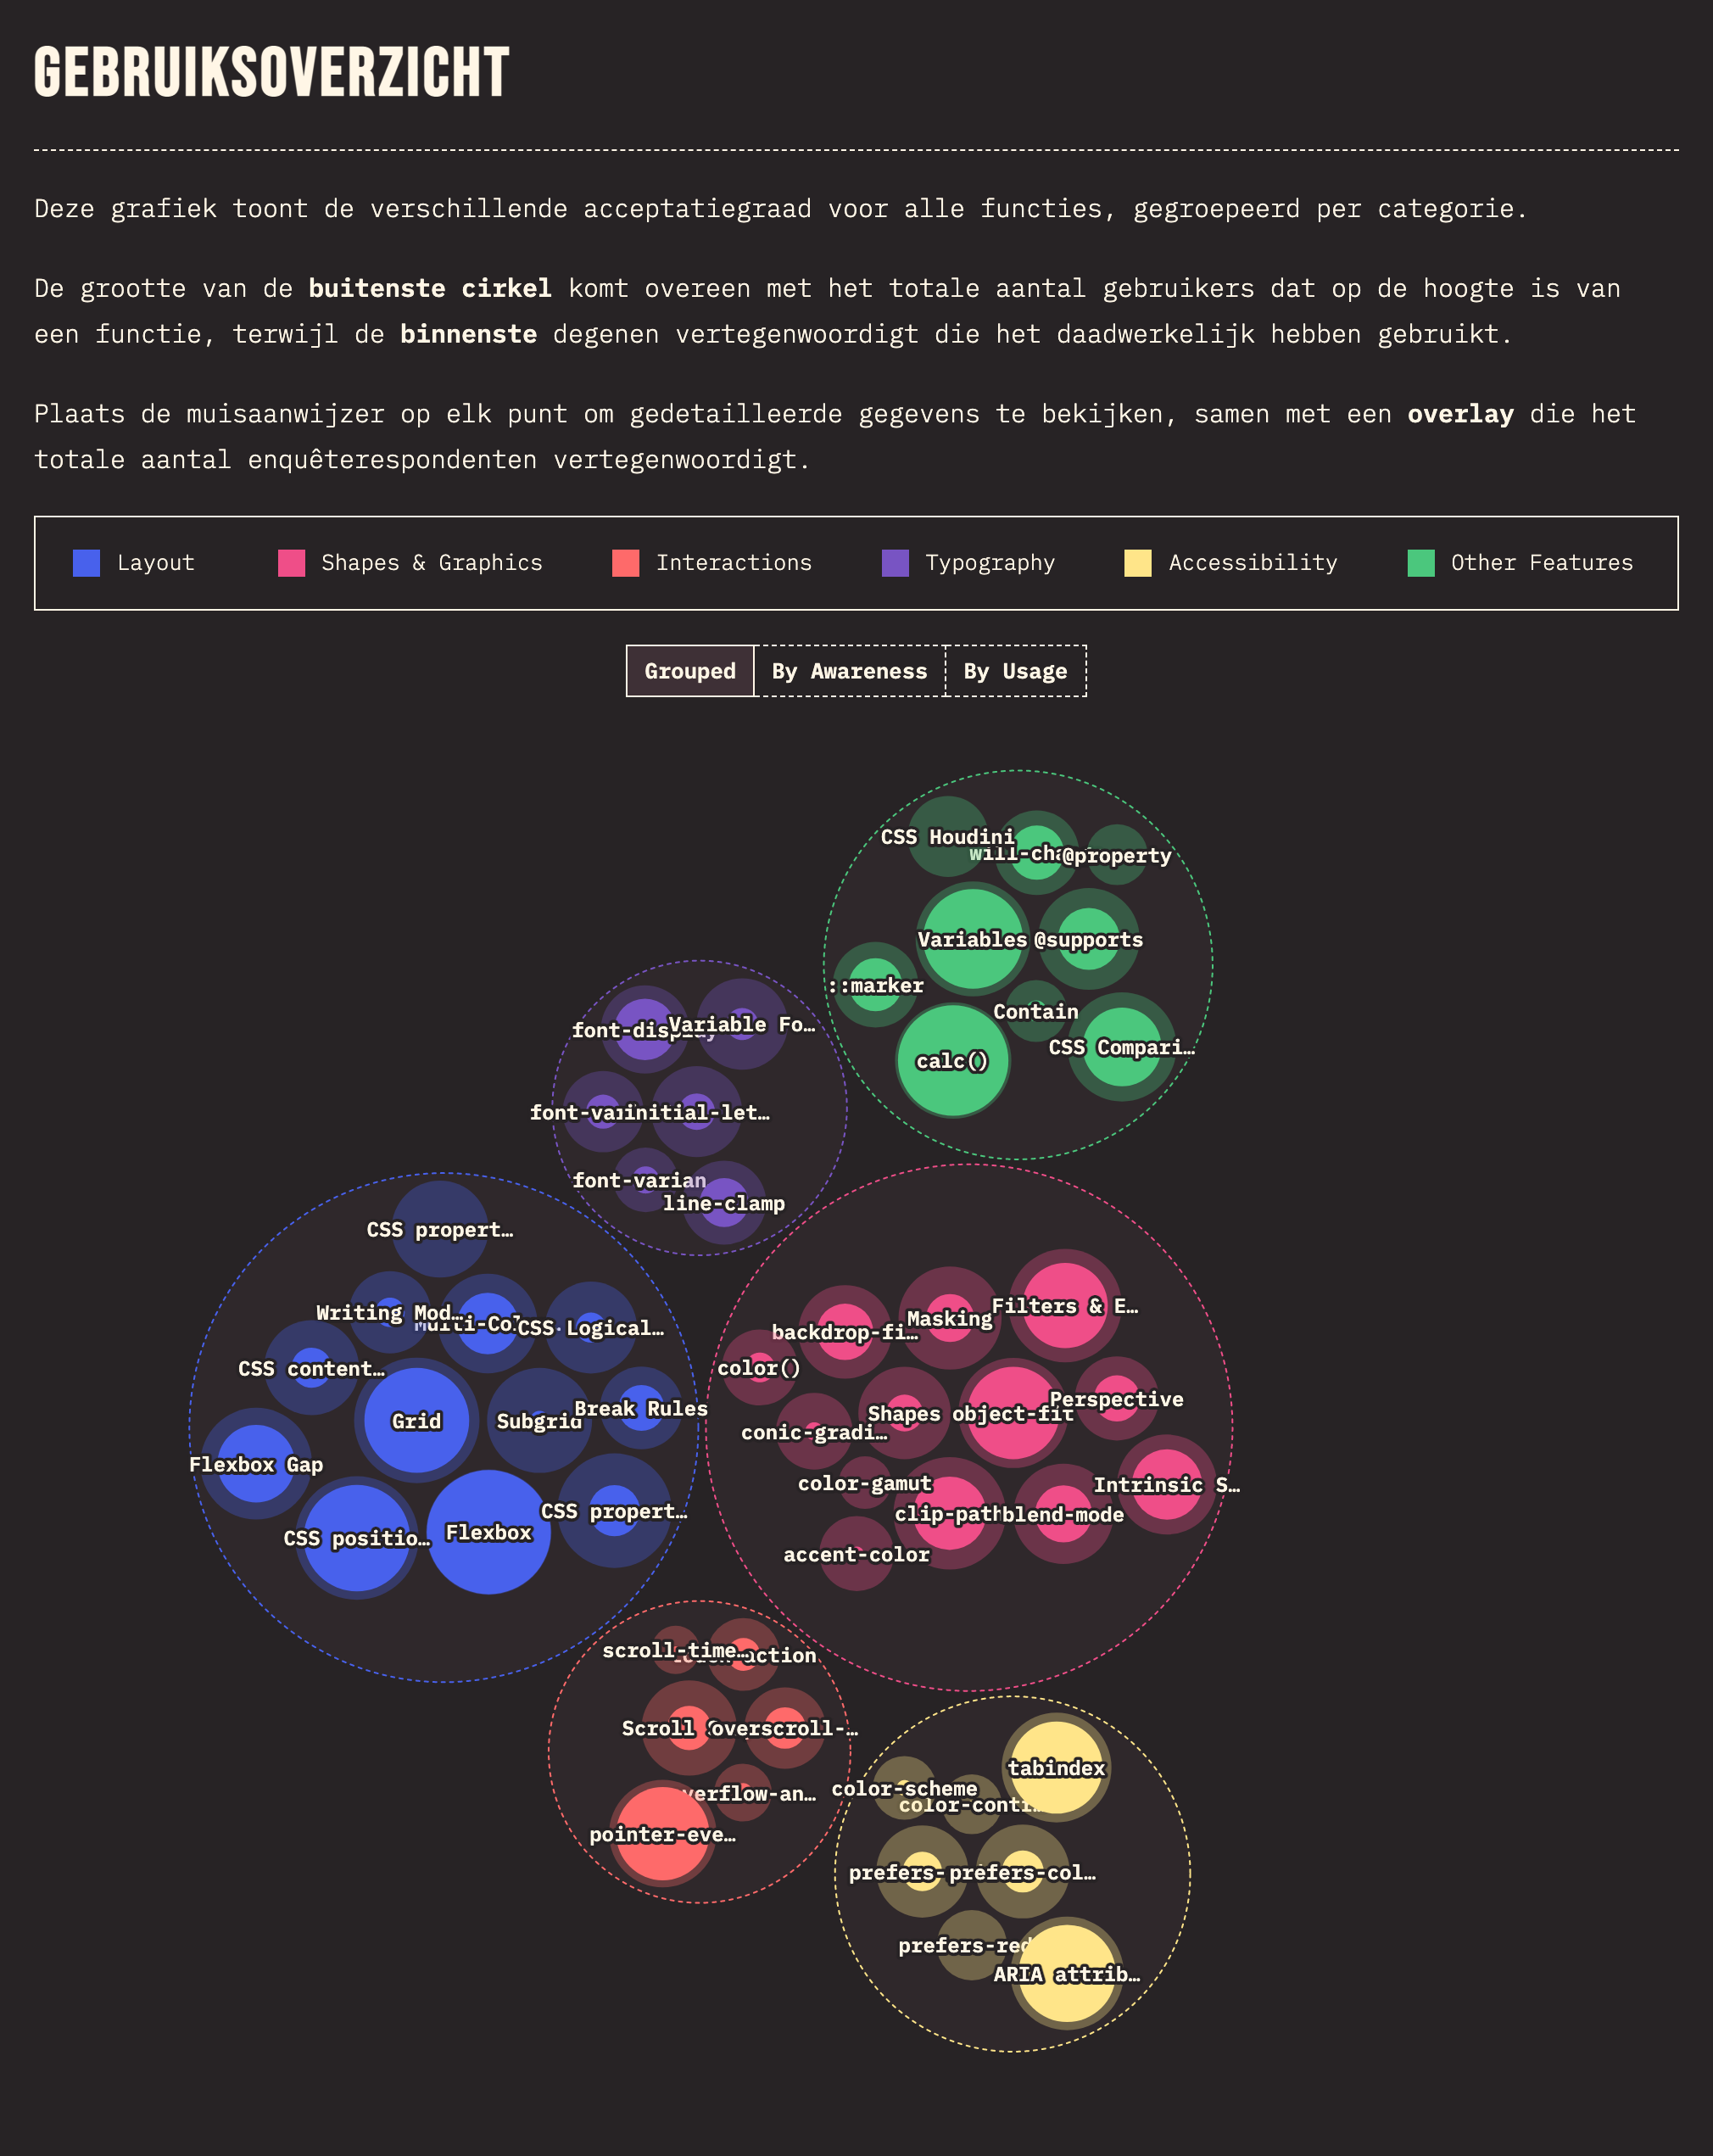 GEBRUIKSOVERZICHT
Deze grafiek toont de verschillende acceptatiegraad voor alle functies, gegroepeerd per categorie.
De grootte van de buitenste cirkel komt overeen met het totale aantal gebruikers dat op de hoogte is van
een functie, terwijl de binnenste degenen vertegenwoordigt die het daadwerkelijk hebben gebruikt.
Plaats de muisaanwijzer op elk punt om gedetailleerde gegevens te bekijken, samen met een overlay die het
totale aantal enquêterespondenten vertegenwoordigt.
Layout Shapes & Graphics Interactions Typography Accessibility Other Features
Grouped By Awareness By Usage
CSS Houdini
will-cha
@property
Variables
@supports
::marker
Contain
CSS Compari…
calc()
font-display
Variable Fo…
font-va
initial-let…
font-varian
line-clamp
CSS propert…
Writing Mod…
CSS Logical…
CSS content…
Grid
Subgrid
Break Rules
Flexbox Gap
CSS propert…
CSS positio…
Flexbox
Filters & E…
Masking
backdrop-fi…
color()
Perspective
Shapes
object-fit
conic-gradi…
color-gamut
Intrinsic S…
clip-path
blend-mode
accent-color
scroll-time…
action
Scroll
overscroll-…
verflow-an…
pointer-eve…
tabindex
color-scheme
color-conti…
prefers-
prefers-col…
prefers-red
ARIA attrib…